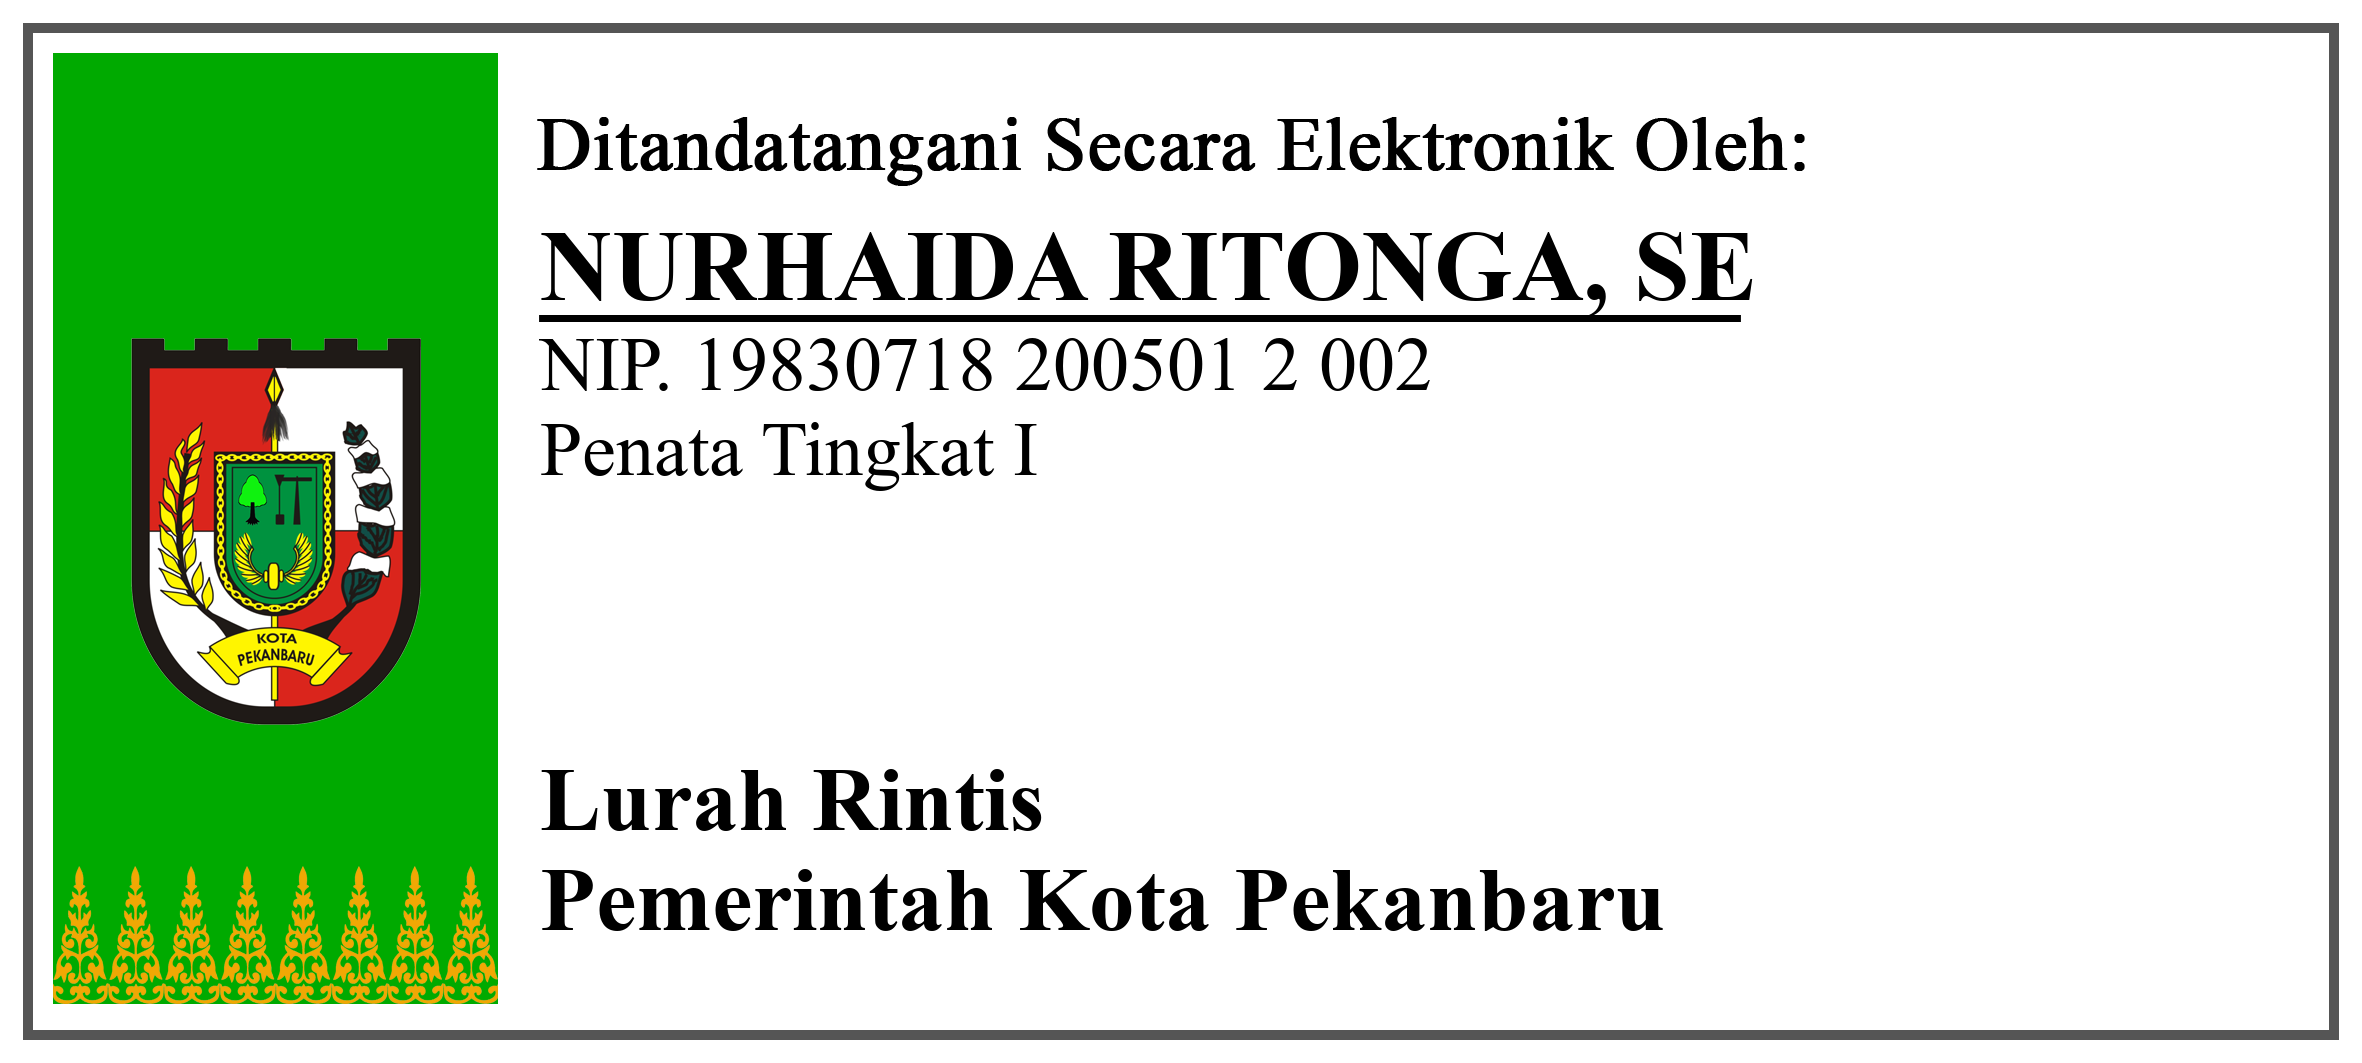 Ditandatangani Secara Elektronik Oleh:
NURHAIDA RITONGA, SE
NIP. 19830718 200501 2 002
Penata Tingkat I
KOTA
PEKANBARU
Lurah Rintis
Pemerintah Kota Pekanbaru